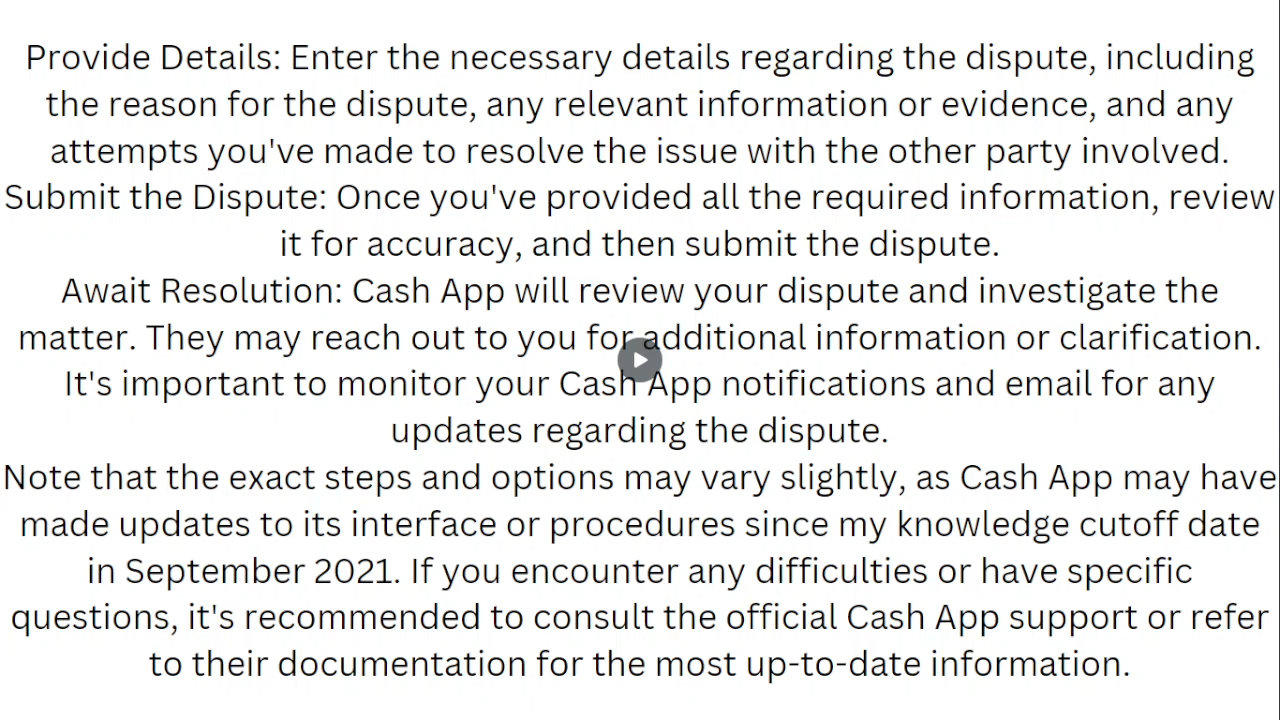 Provide Details: Enter the necessary details regarding the dispute, including
the reason for the dispute, any relevant information or evidence, and any
attempts you've made to resolve the issue with the other party involved.
Submit the Dispute: Once you've provided all the required information, review
it for accuracy, and then submit the dispute.
Await Resolution: Cash App will review your dispute and investigate the
matter. They may reach out to you for additional information or clarification.
It's important to monitor your Cash App notifications and email for any
updates regarding the dispute.
Note that the exact steps and options may vary slightly, as Cash App may have
made updates to its interface or procedures since my knowledge cutoff date
in September 2021. If you encounter any difficulties or have specific
questions, it's recommended to consult the official Cash App support or refer
to their documentation for the most up-to-date information.